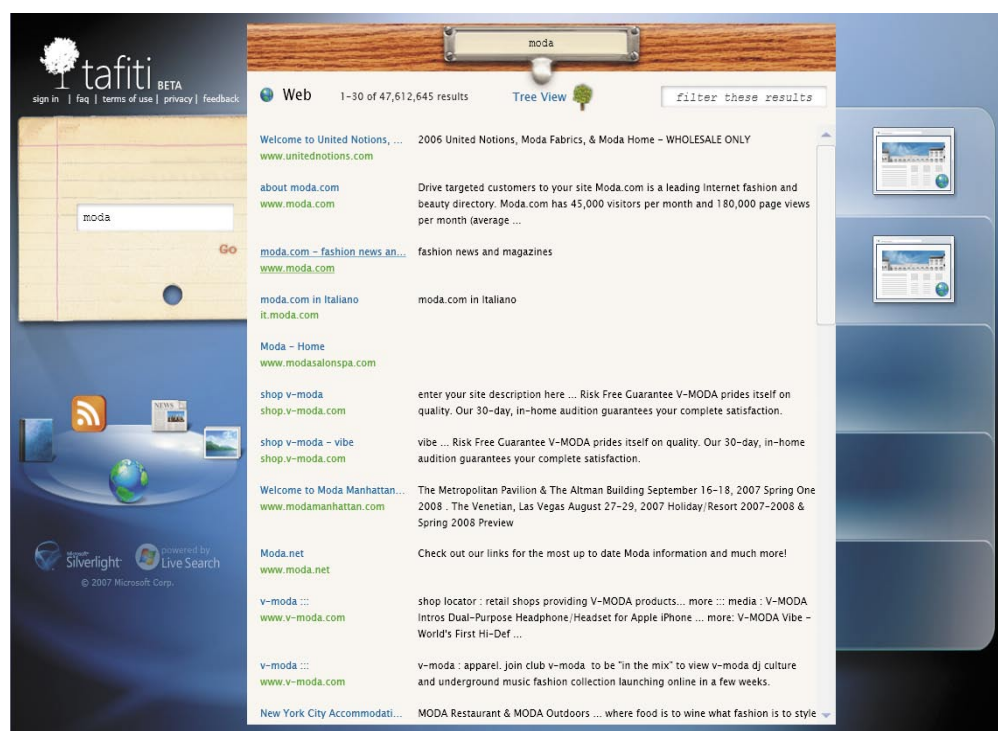 tafiti BETA
sign in | faq | terms of use | privacy | feedback
moda
Go
NEWS
Microsoft
Silverlight
powered by
Live Search
© 2007 Microsoft Corp.
moda
Web 1-30 of 47,612,645 results Tree View filter these results
Welcome to United Notions, ... 2006 United Notions, Moda Fabrics, & Moda Home - WHOLESALE ONLY
www.unitednotions.com
about moda.com Drive targeted customers to your site Moda.com is a leading Internet fashion and
www.moda.com beauty directory. Moda.com has 45,000 visitors per month and 180,000 page views
per month (average ...
moda.com - fashion news an... fashion news and magazines
www.moda.com
moda.com in Italiano moda.com in Italiano
it.moda.com
Moda - Home
www.modasalonspa.com
shop v-moda enter your site description here ... Risk Free Guarantee V-MODA prides itself on
shop.v-moda.com quality. Our 30-day, in-home audition guarantees your complete satisfaction.
shop v-moda - vibe vibe ... Risk Free Guarantee V-MODA prides itself on quality. Our 30-day, in-home
shop.v-moda.com audition guarantees your complete satisfaction.
Welcome to Moda Manhattan... The Metropolitan Pavilion & The Altman Building September 16-18, 2007 Spring One
www.modamanhattan.com 2008 . The Venetian, Las Vegas August 27-29, 2007 Holiday/Resort 2007-2008 &
Spring 2008 Preview
Moda.net Check out our links for the most up to date Moda information and much more!
www.moda.net
v-moda ::: shop locator : retail shops providing V-MODA products... more ::: media : V-MODA
www.v-moda.com Intros Dual-Purpose Headphone/Headset for Apple iPhone ... more: V-MODA Vibe -
World's First Hi-Def ...
v-moda ::: v-moda : apparel. join club v-moda to be "in the mix" to view v-moda dj culture
www.v-moda.com and underground music fashion collection launching online in a few weeks.
New York City Accommodati... MODA Restaurant & MODA Outdoors ... where food is to wine what fashion is to style